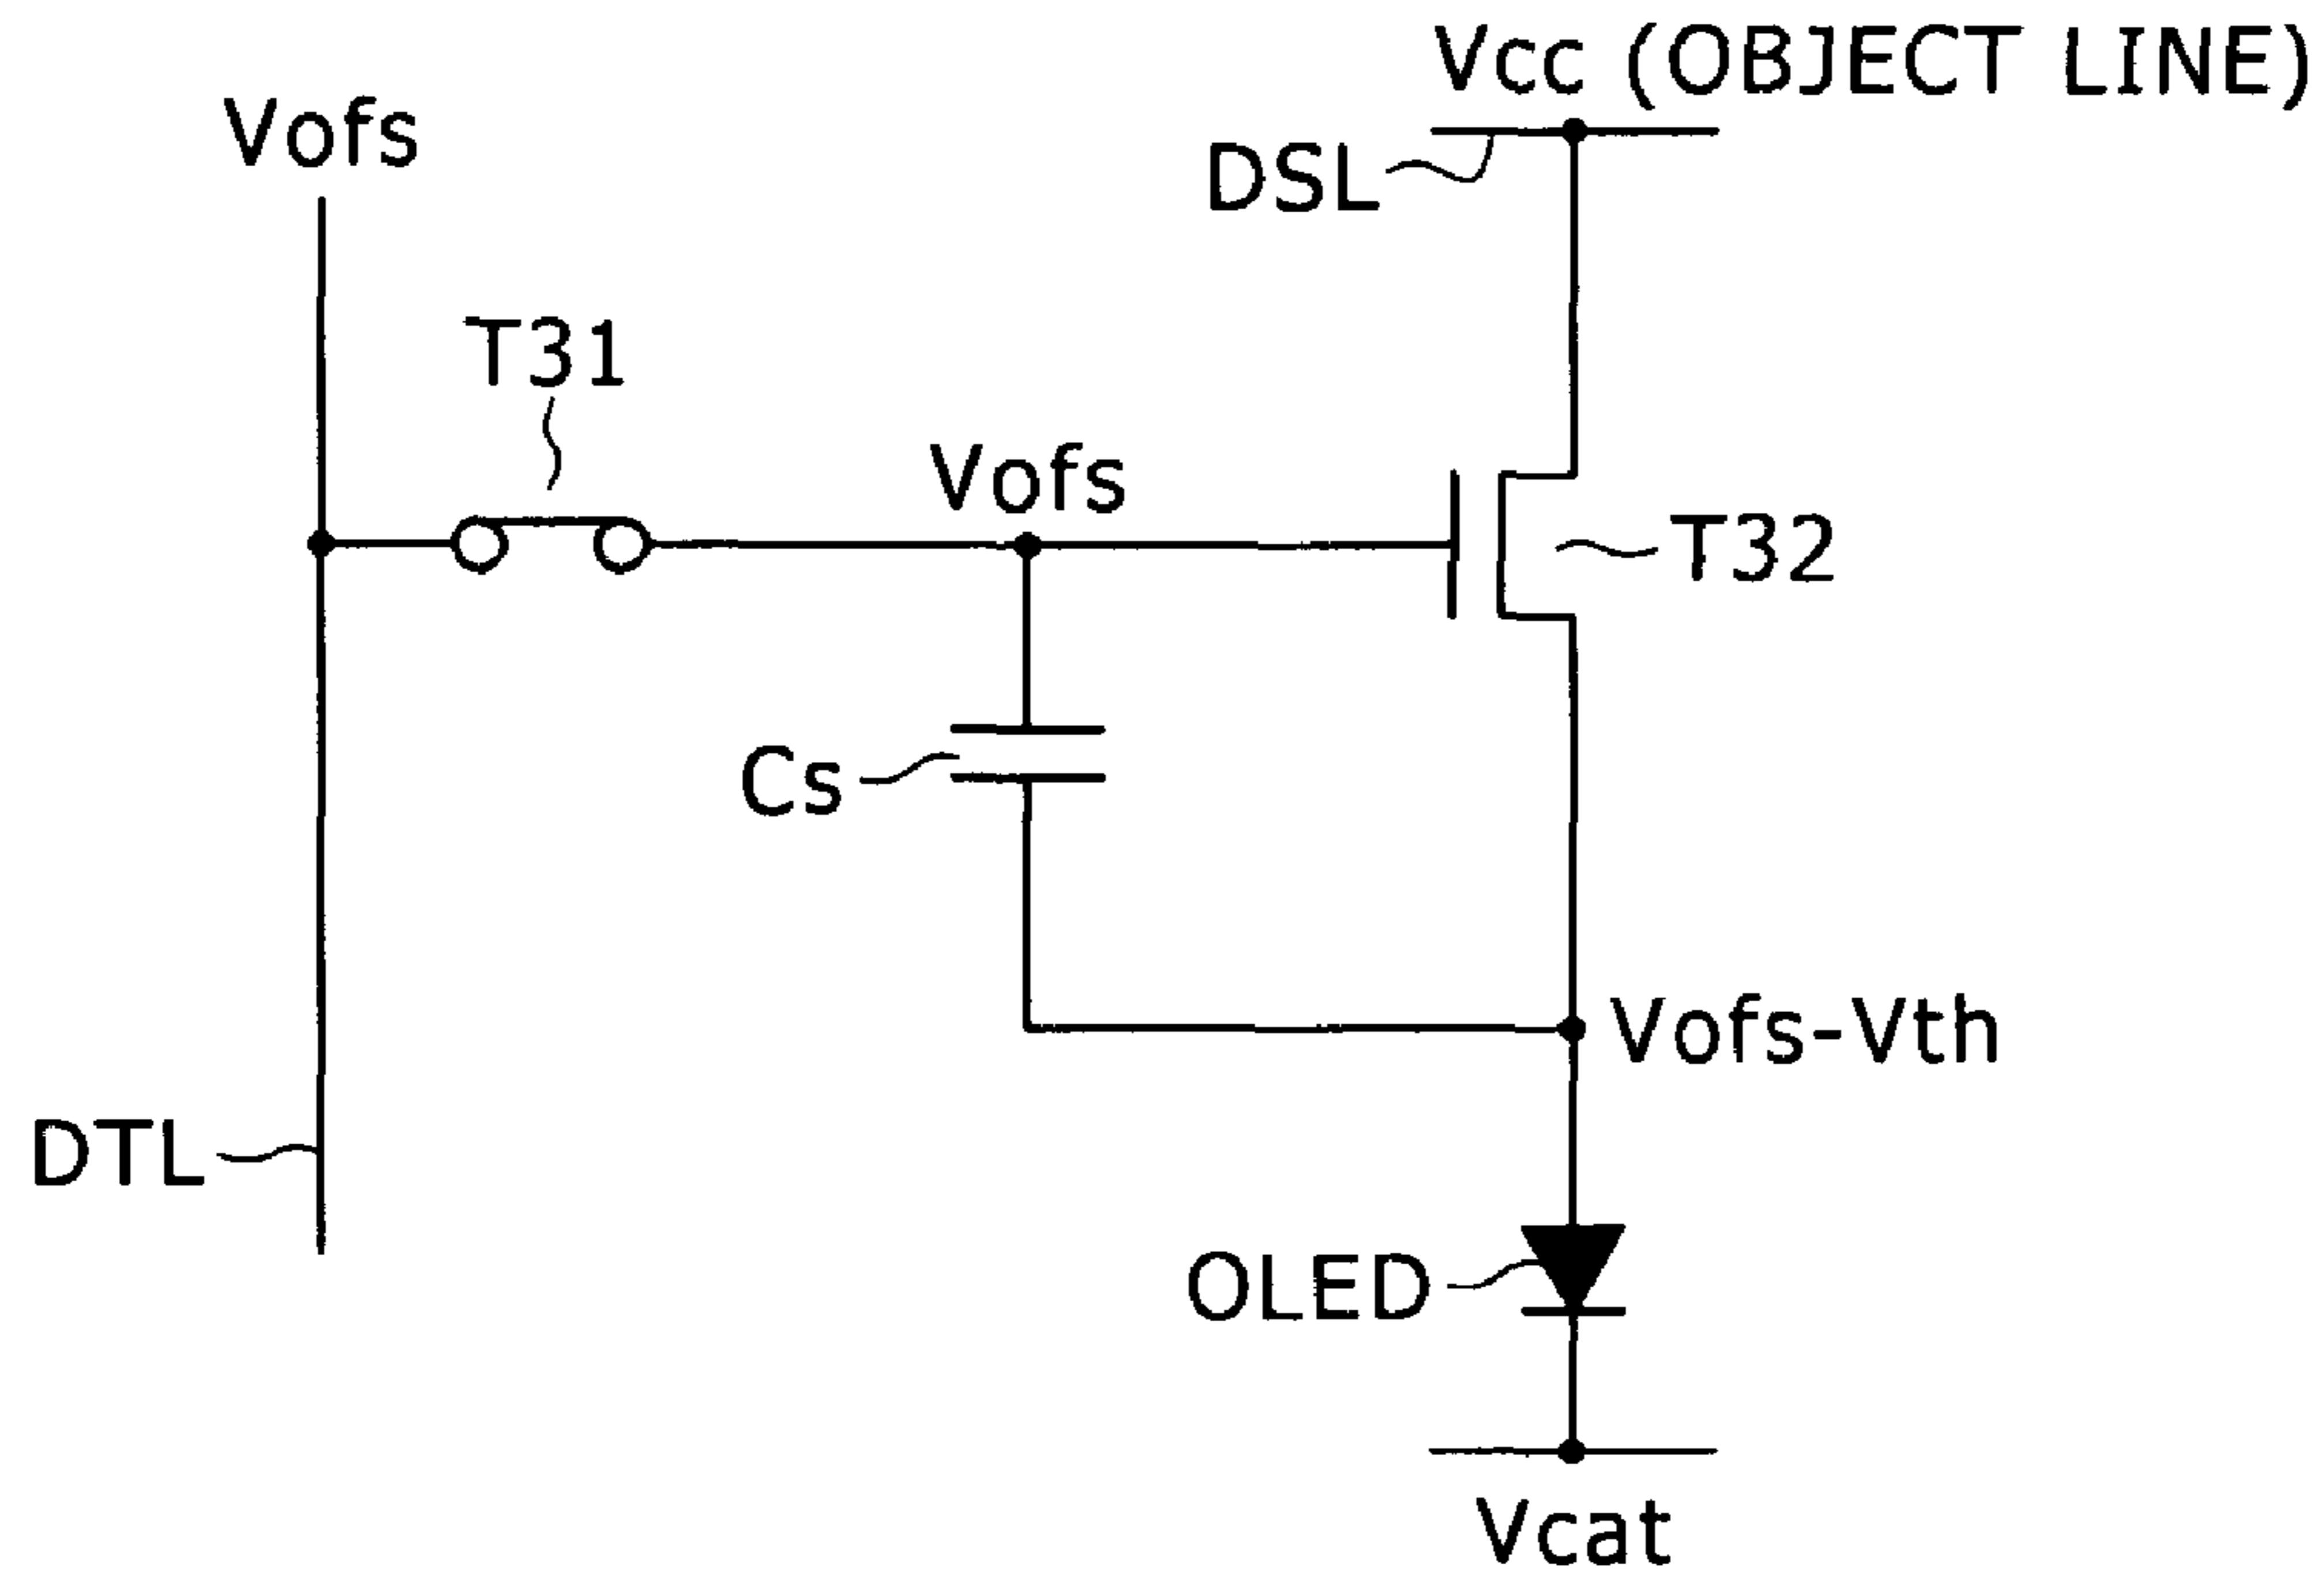 Vcc (OBJECT LINE)
Vofs
DSL
T31
Vofs
T32
Cs
Vofs-Vth
DTL
OLED
Vcat